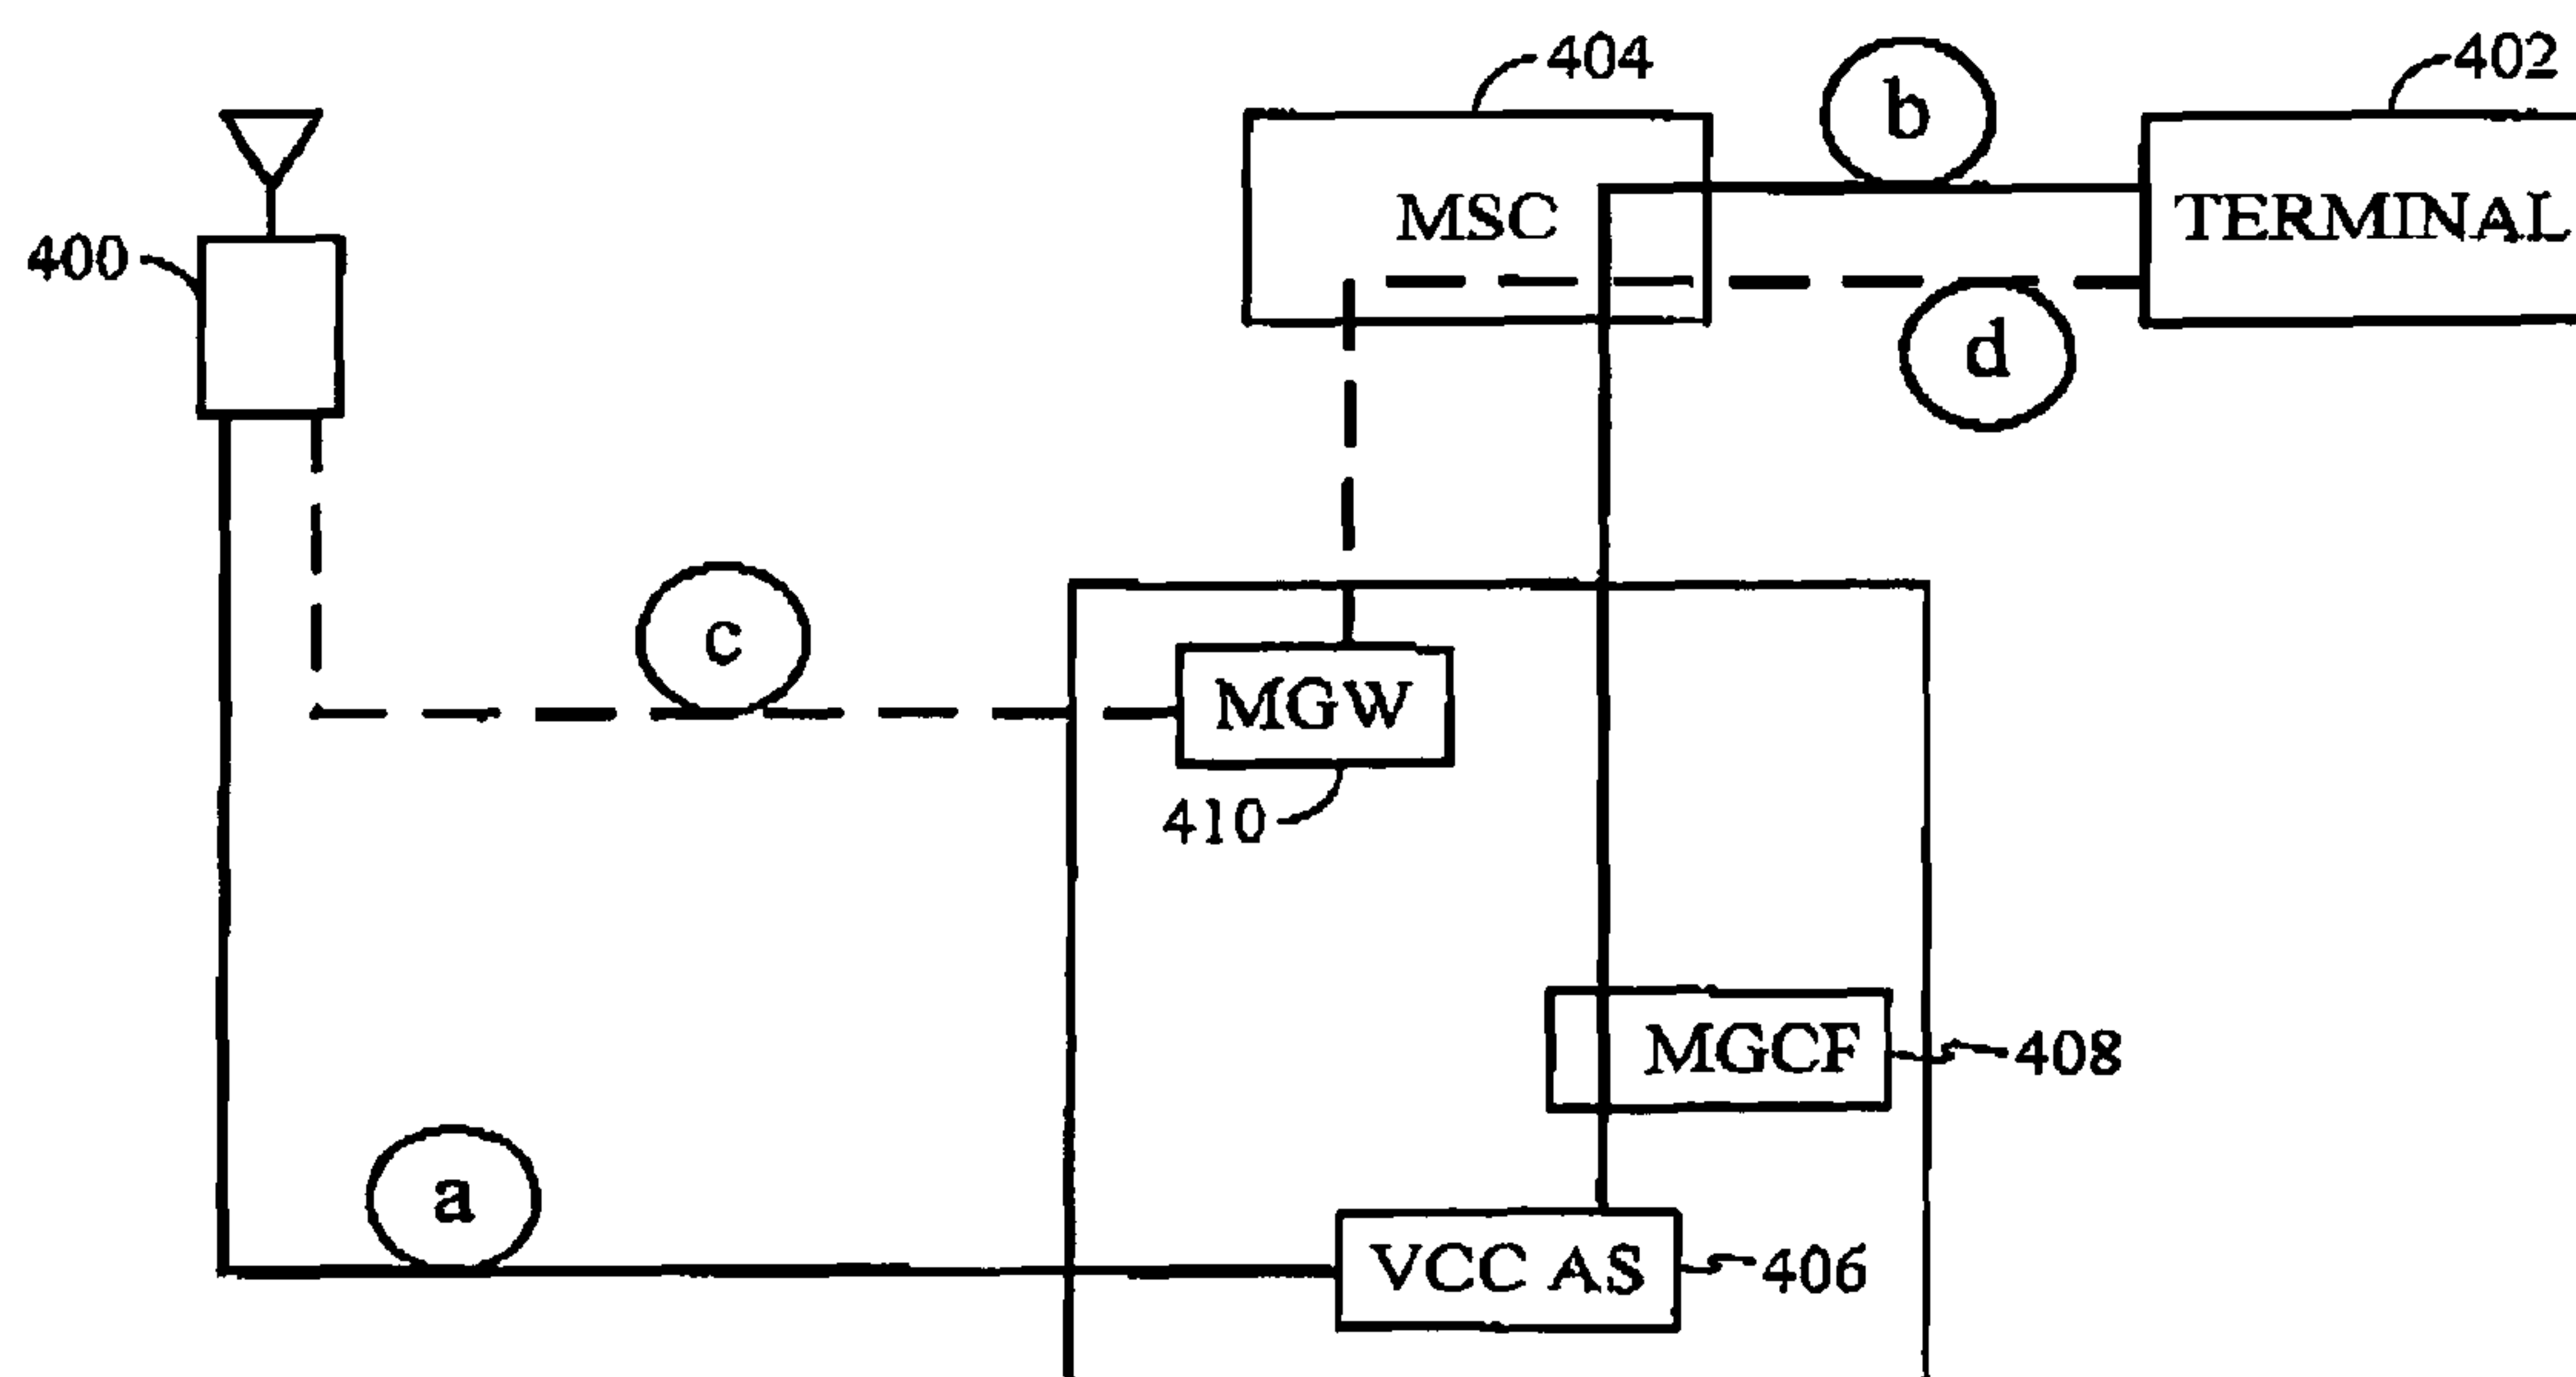 404
402
b
MSC
TERMINAL
400
d
c
MGW
410
MGCF
408
a
VCC AS
406